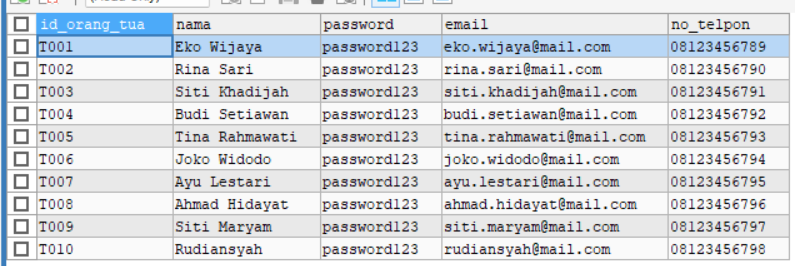 id_orang_tua nama password email no_telpon
T001 Eko Wijaya password123 eko.wijaya@mail.com 08123456789
T002 Rina Sari password123 rina.sari@mail.com 08123456790
T003 Siti Khadijah password123 siti.khadijah@mail.com 08123456791
T004 Budi Setiawan password123 budi.setiawan@mail.com 08123456792
T005 Tina Rahmawati password123 tina.rahmawati@mail.com 08123456793
T006 Joko Widodo password123 joko.widodo@mail.com 08123456794
T007 Ayu Lestari password123 ayu.lestari@mail.com 08123456795
T008 Ahmad Hidayat password123 ahmad.hidayat@mail.com 08123456796
T009 Siti Maryam password123 siti.maryam@mail.com 08123456797
T010 Rudiansyah password123 rudiansyah@mail.com 08123456798